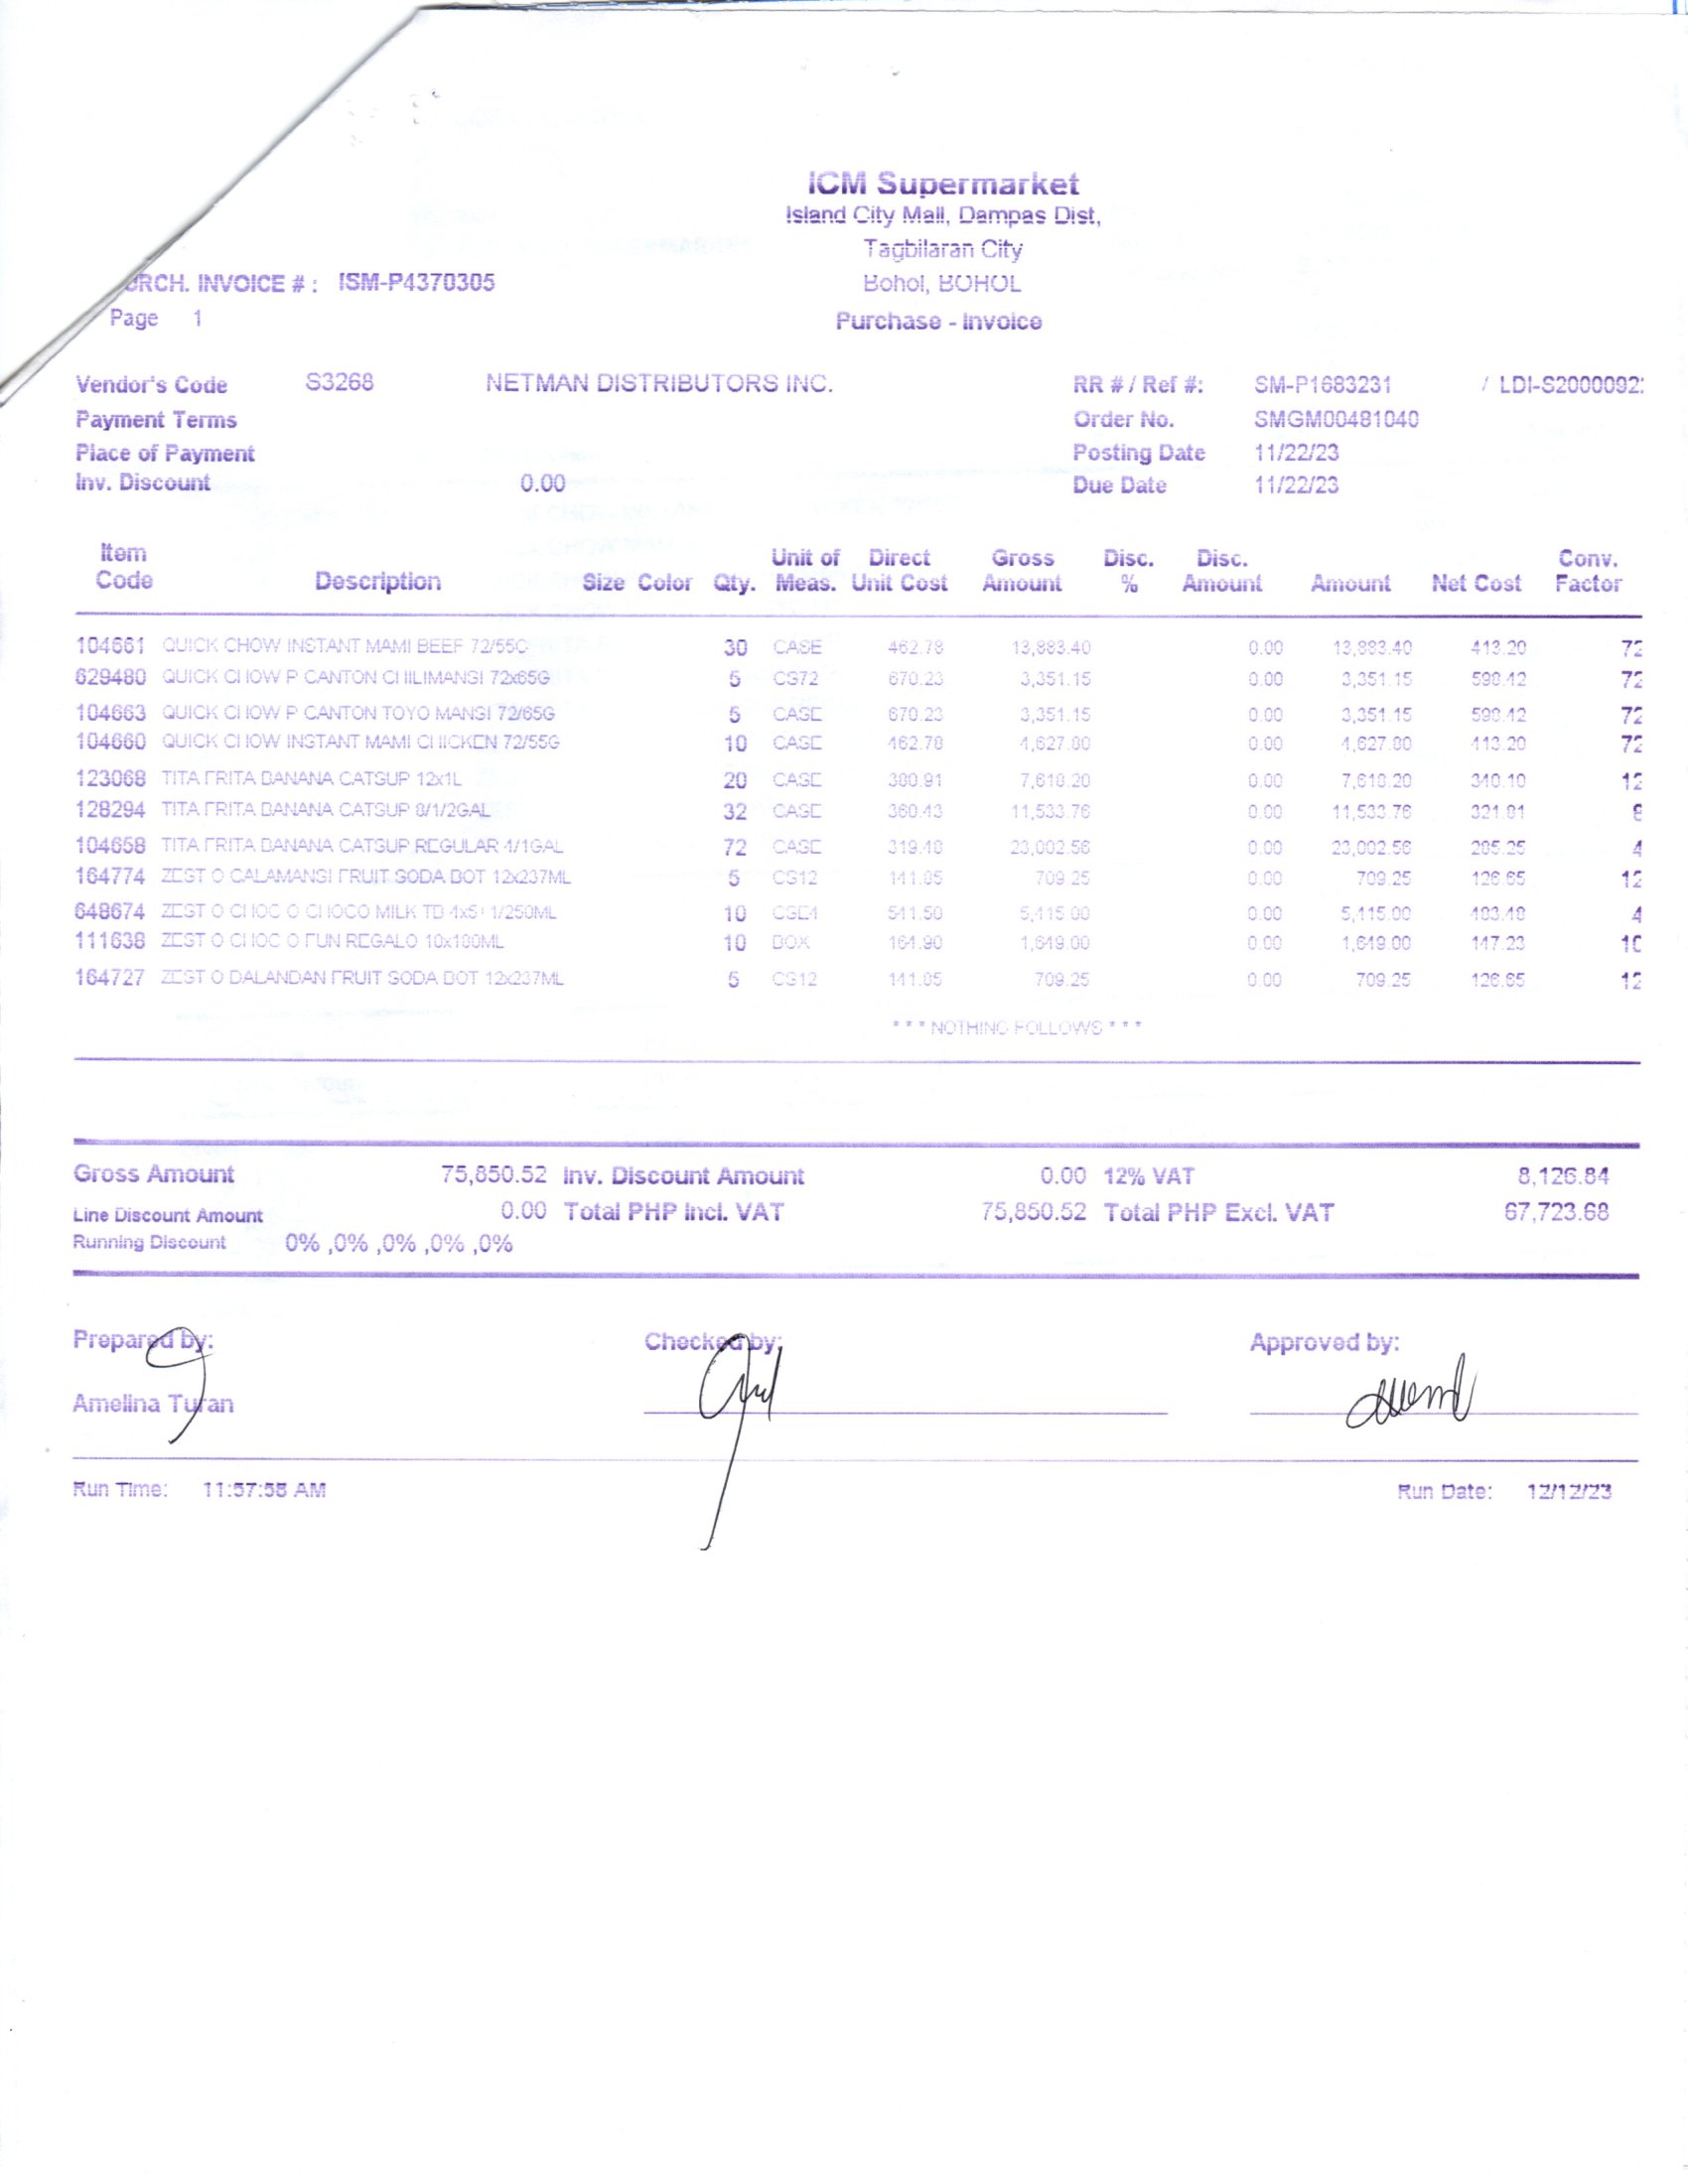 ICM Supermarket
Island City Mall, Dampas Dist,
Tagbilaran City
Bohol, BOHOL
Purchase - Invoice
RCH. INVOICE # : ISM-P4370305
Page 1
Vendor's Code S3268 NETMAN DISTRIBUTORS INC. RR # / Ref #: SM-P1683231 / LDI-S2000092
Payment Terms Order No. SMGM00481040
Place of Payment Posting Date 11/22/23
Inv. Discount 0.00 Due Date 11/22/23
Item Code Description Size Color Qty. Unit of Meas. Direct Unit Cost Gross Amount Disc. % Disc. Amount Amount Net Cost Conv. Factor
104661 QUICK CHOW INSTANT MAMI BEEF 72/55G 30 CASE 462.78 13,883.40 0.00 13,883.40 413.20 72
629480 QUICK CHOW P CANTON CHILIMANSI 72x65G 5 CS72 670.23 3,351.15 0.00 3,351.15 598.42 72
104663 QUICK CHOW P CANTON TOYO MANSI 72/65G 5 CASE 670.23 3,351.15 0.00 3,351.15 598.42 72
104660 QUICK CHOW INSTANT MAMI CHICKEN 72/55G 10 CASE 462.78 4,627.80 0.00 4,627.80 413.20 72
123068 TITA FRITA BANANA CATSUP 12x1L 20 CASE 380.91 7,618.20 0.00 7,618.20 340.10 12
128294 TITA FRITA BANANA CATSUP 8/1/2GAL 32 CASE 360.43 11,533.76 0.00 11,533.76 321.81 8
104658 TITA FRITA BANANA CATSUP REGULAR 4/1GAL 72 CASE 319.48 23,002.56 0.00 23,002.56 285.25 4
164774 ZEST O CALAMANSI FRUIT SODA BOT 12x237ML 5 CS12 141.85 709.25 0.00 709.25 126.65 12
648674 ZEST O CHOC O CHOCO MILK TB 4x5+1/250ML 10 CSE4 541.50 5,415.00 0.00 5,415.00 483.48 4
111638 ZEST O CHOC O FUN REGALO 10x180ML 10 BOX 164.90 1,649.00 0.00 1,649.00 147.23 10
164727 ZEST O DALANDAN FRUIT SODA BOT 12x237ML 5 CS12 141.85 709.25 0.00 709.25 126.65 12
* * * NOTHING FOLLOWS * * *
Gross Amount 75,850.52 Inv. Discount Amount 0.00 12% VAT 8,126.84
Line Discount Amount 0.00 Total PHP Incl. VAT 75,850.52 Total PHP Excl. VAT 67,723.68
Running Discount 0% ,0% ,0% ,0% ,0%
Prepared by: Checked by: Approved by:
Amelina Turan
Run Time: 11:57:58 AM Run Date: 12/12/23